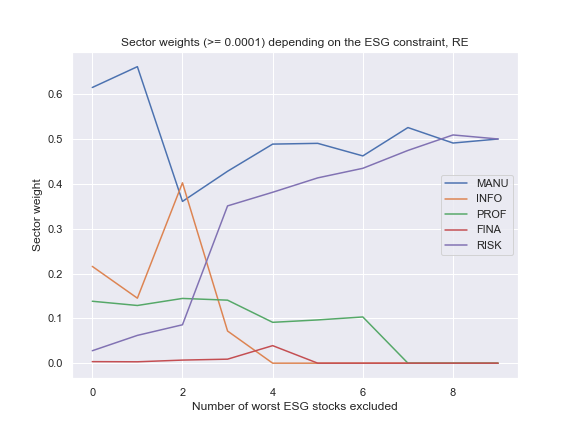 Sector weights (>= 0.0001) depending on the ESG constraint, RE
Sector weight
0.6
0.5
0.4
0.3
0.2
0.1
0.0
MANU
INFO
PROF
FINA
RISK
0 2 4 6 8
Number of worst ESG stocks excluded